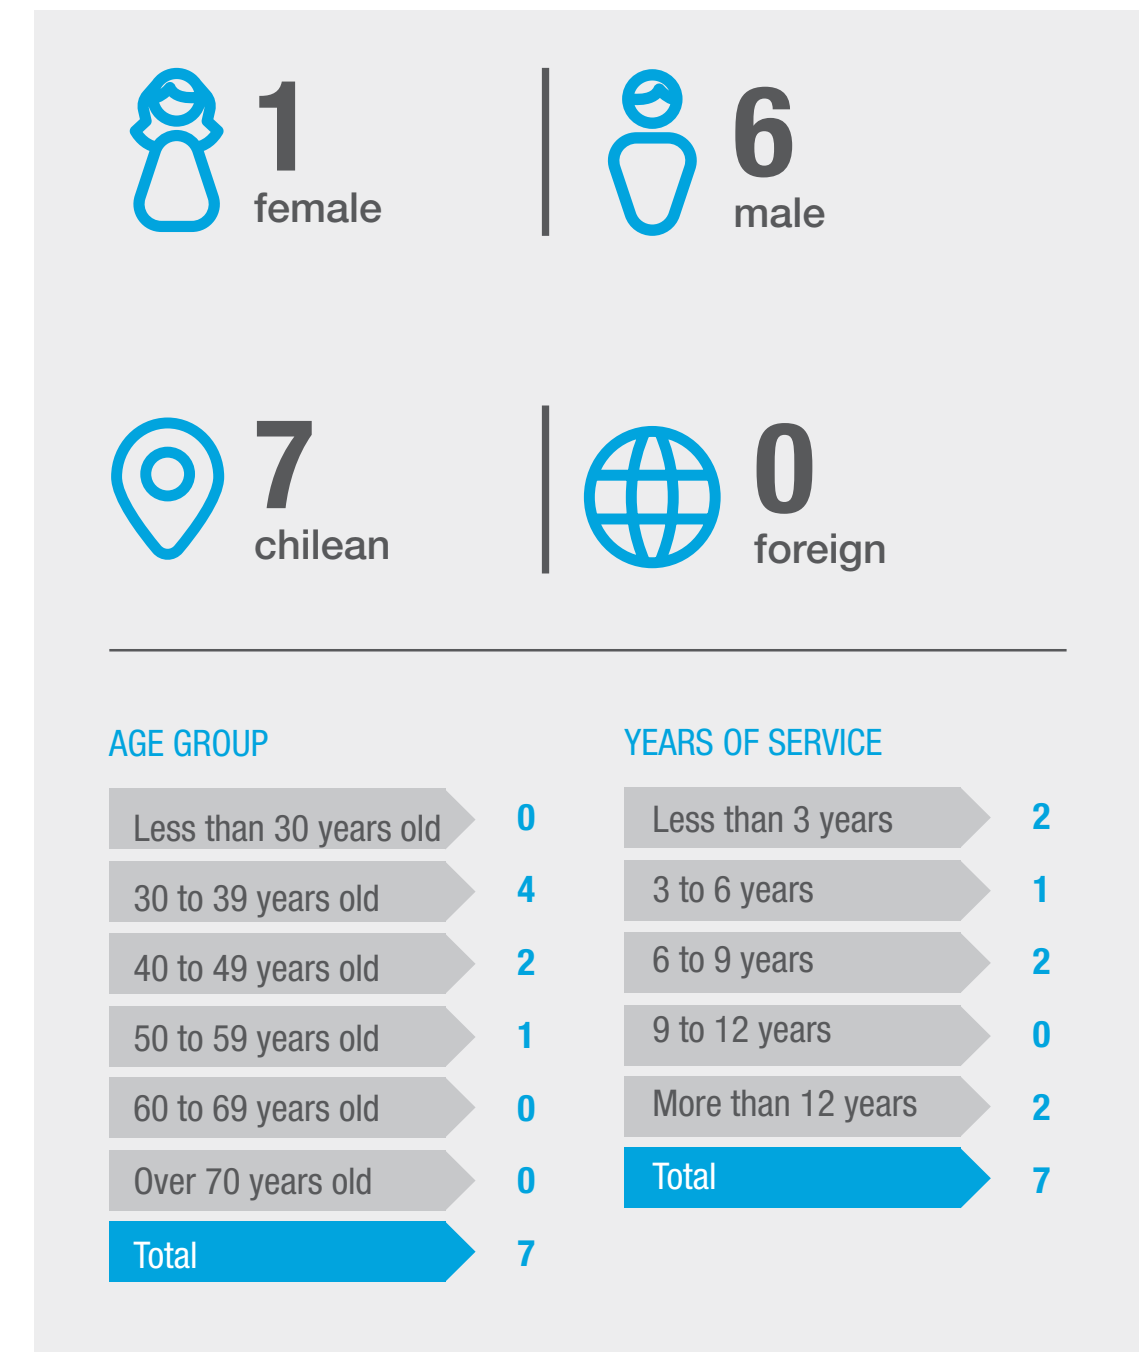 1
female
6
male
7
chilean
0
foreign
AGE GROUP
Less than 30 years old 0
30 to 39 years old 4
40 to 49 years old 2
50 to 59 years old 1
60 to 69 years old 0
Over 70 years old 0
Total 7
YEARS OF SERVICE
Less than 3 years 2
3 to 6 years 1
6 to 9 years 2
9 to 12 years 0
More than 12 years 2
Total 7